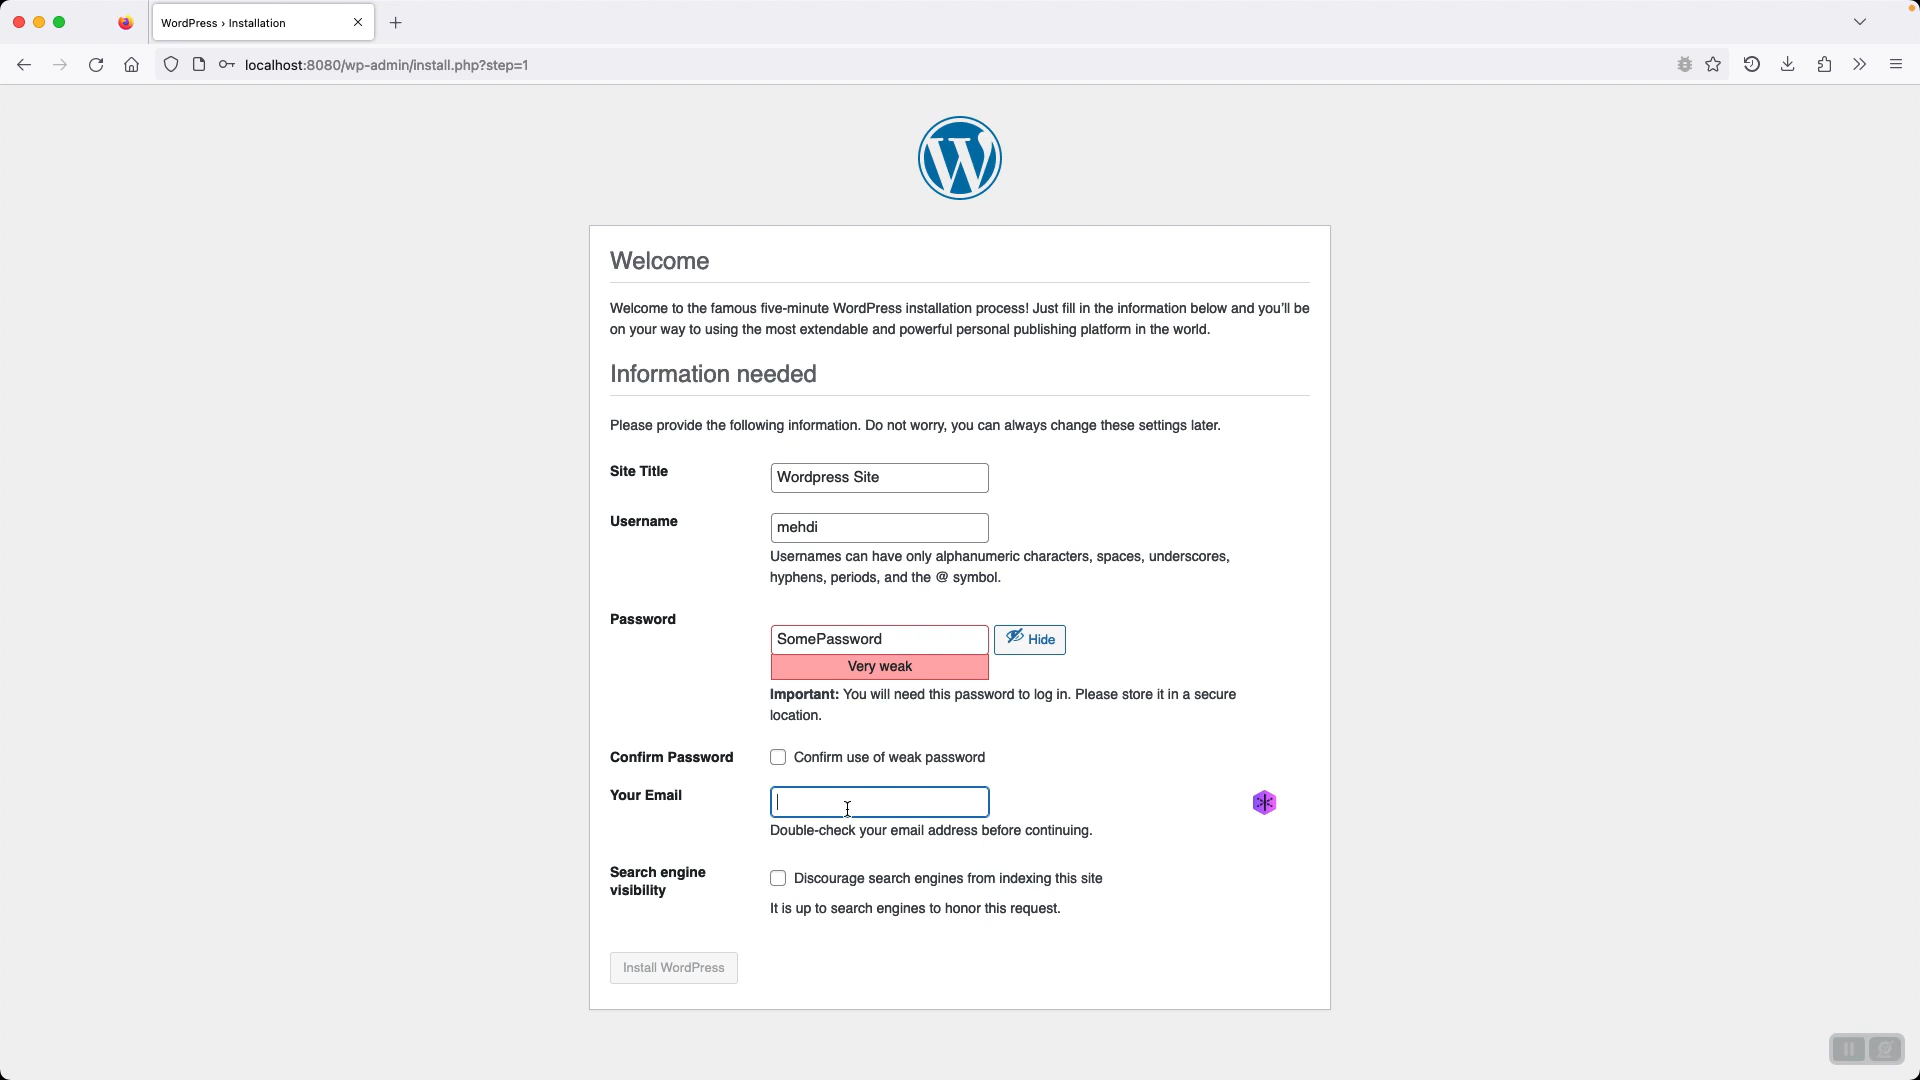 WordPress › Installation
localhost:8080/wp-admin/install.php?step=1
Welcome
Welcome to the famous five-minute WordPress installation process! Just fill in the information below and you’ll be
on your way to using the most extendable and powerful personal publishing platform in the world.
Information needed
Please provide the following information. Do not worry, you can always change these settings later.
Site Title
Wordpress Site
Username
mehdi
Usernames can have only alphanumeric characters, spaces, underscores,
hyphens, periods, and the @ symbol.
Password
SomePassword
Hide
Very weak
Important: You will need this password to log in. Please store it in a secure
location.
Confirm Password
Confirm use of weak password
Your Email
Double-check your email address before continuing.
Search engine
visibility
Discourage search engines from indexing this site
It is up to search engines to honor this request.
Install WordPress